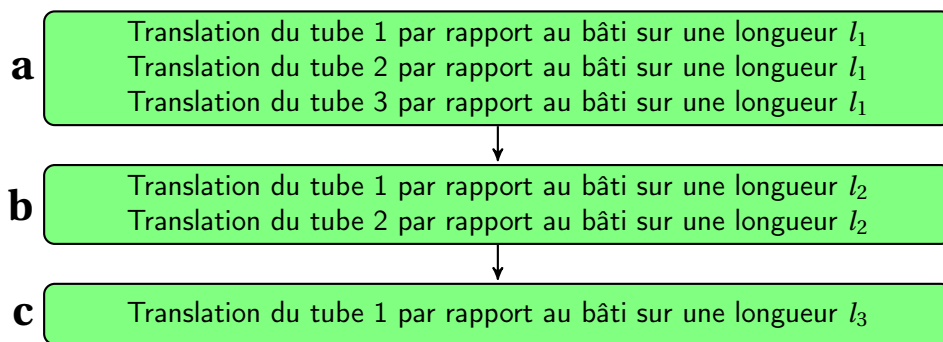 a
Translation du tube 1 par rapport au bâti sur une longueur l₁
Translation du tube 2 par rapport au bâti sur une longueur l₁
Translation du tube 3 par rapport au bâti sur une longueur l₁
b
Translation du tube 1 par rapport au bâti sur une longueur l₂
Translation du tube 2 par rapport au bâti sur une longueur l₂
c
Translation du tube 1 par rapport au bâti sur une longueur l₃